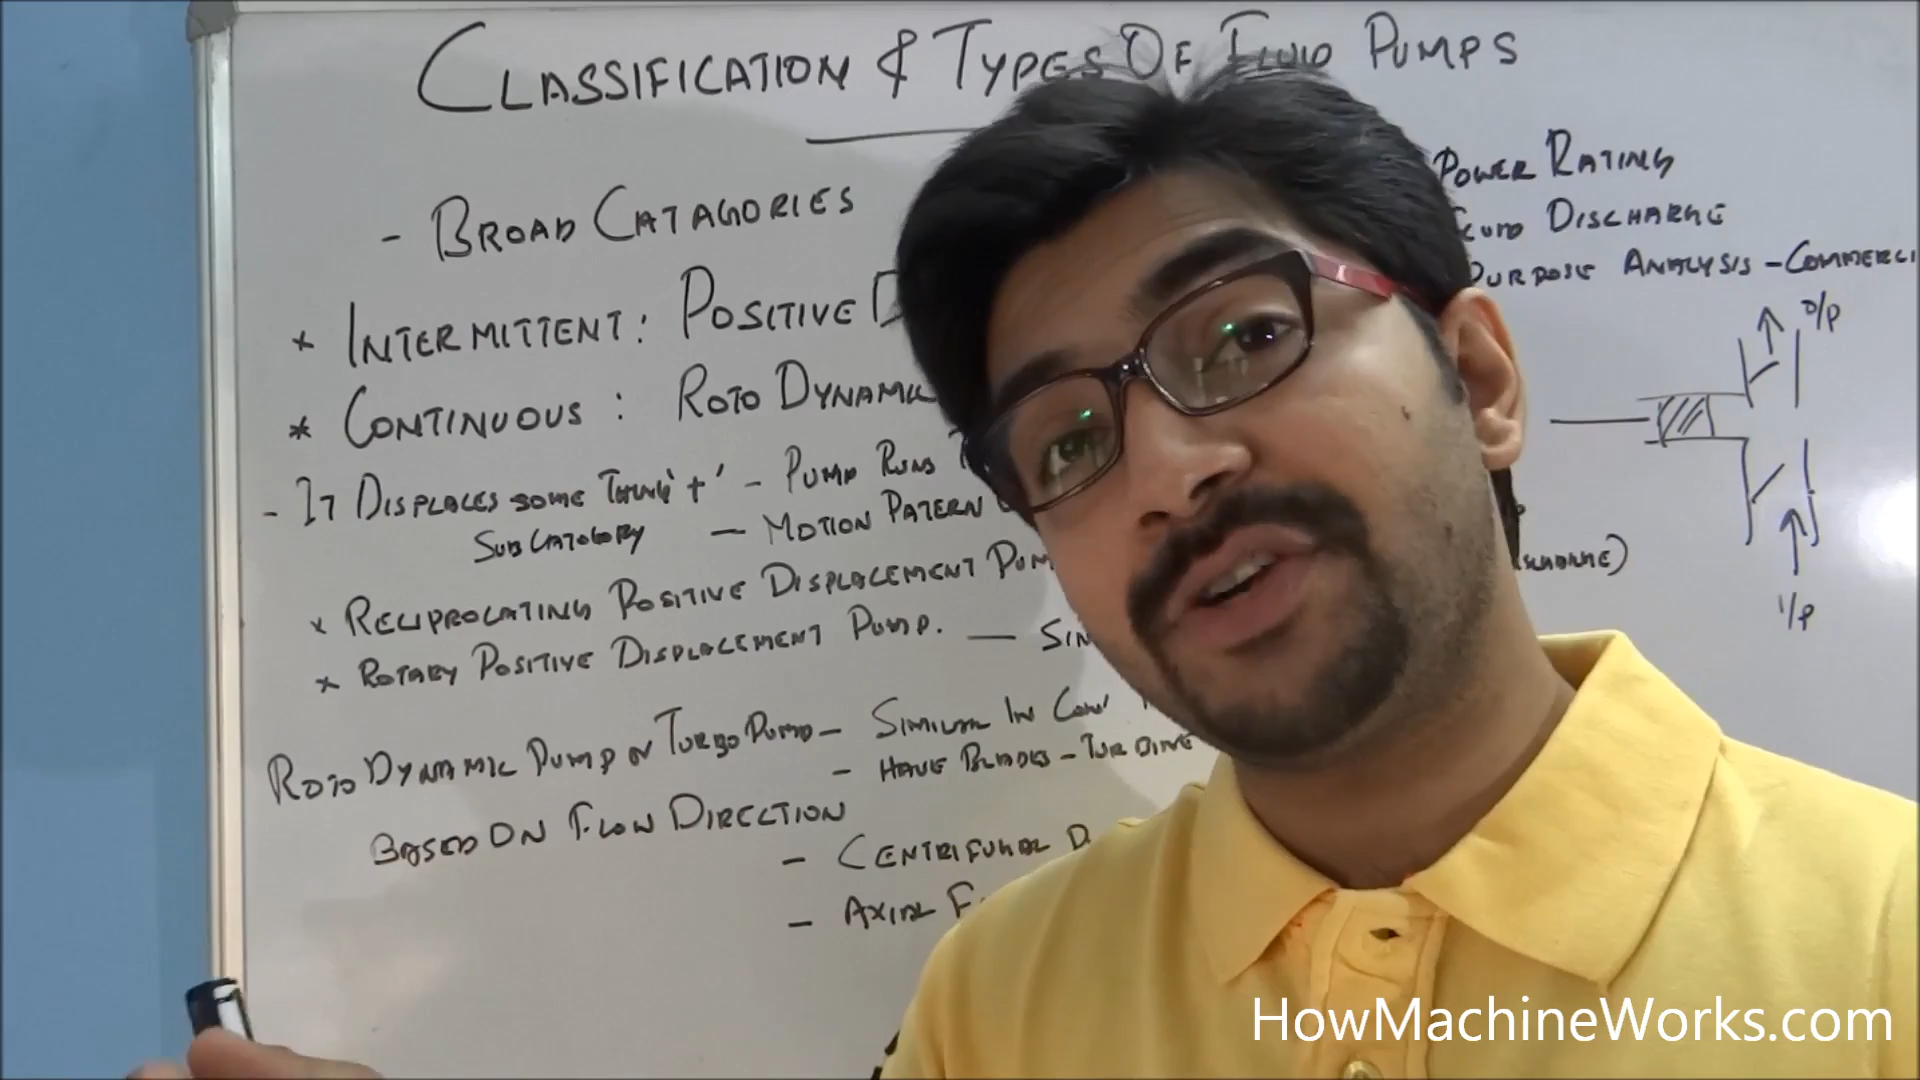 CLASSIFICATION & TYPES OF FLUID PUMPS
- BROAD CATAGORIES
POWER RATING
DISCHARGE
PURPOSE ANALYSIS - COMMERCI
* INTERMITTENT: POSITIVE D
* CONTINUOUS: ROTO DYNAMIC
O/P
- IT DISPLACES SOME THING '+' - PUMP RUNS
SUB CATOGORY - MOTION PATERN
x RECIPROCATING POSITIVE DISPLACEMENT PUM
x ROTARY POSITIVE DISPLACEMENT PUMP. — SIN
I/P
ROTO DYNAMIC PUMP or TURBO PUMP - SIMILAR IN CON
- HAVE BLADES - TURBINE
BASED ON FLOW DIRECTION
- CENTRIFUGAL D
- AXIAL F
HowMachineWorks.com